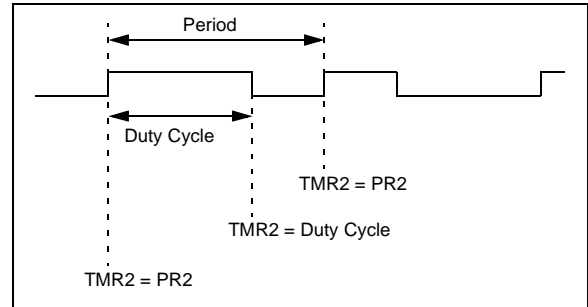 Period
Duty Cycle
TMR2 = PR2
TMR2 = Duty Cycle
TMR2 = PR2